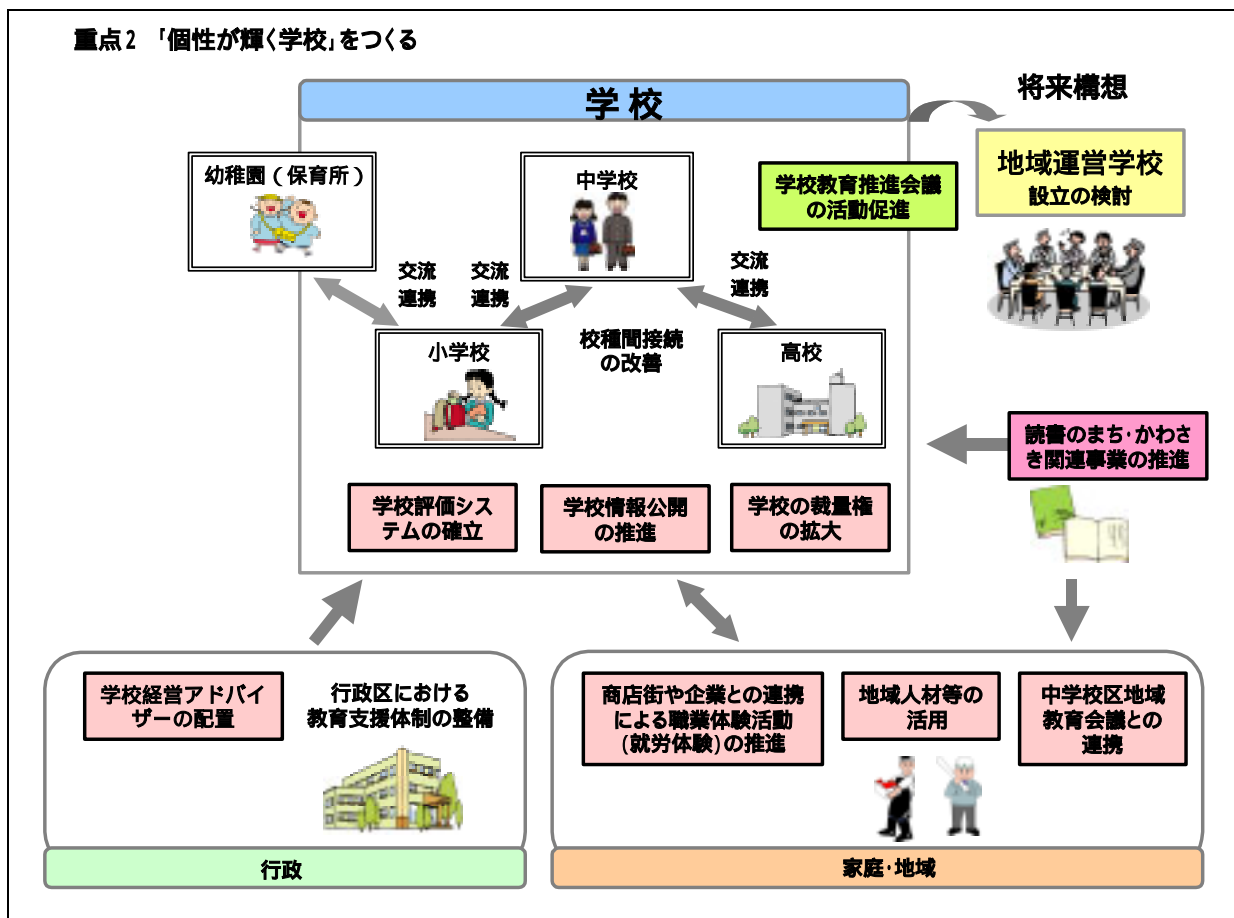 重点2 「個性が輝く学校」をつくる
学校
将来構想
地域運営学校
設立の検討
幼稚園(保育所)
中学校
学校教育推進会議
の活動促進
交流
連携
交流
連携
交流
連携
小学校
校種間接続
の改善
高校
読書のまち・かわさ
き関連事業の推進
学校評価シス
テムの確立
学校情報公開
の推進
学校の裁量権
の拡大
学校経営アドバイ
ザーの配置
行政区における
教育支援体制の整備
商店街や企業との連携
による職業体験活動
(就労体験)の推進
地域人材等の
活用
中学校区地域
教育会議との
連携
行政
家庭・地域